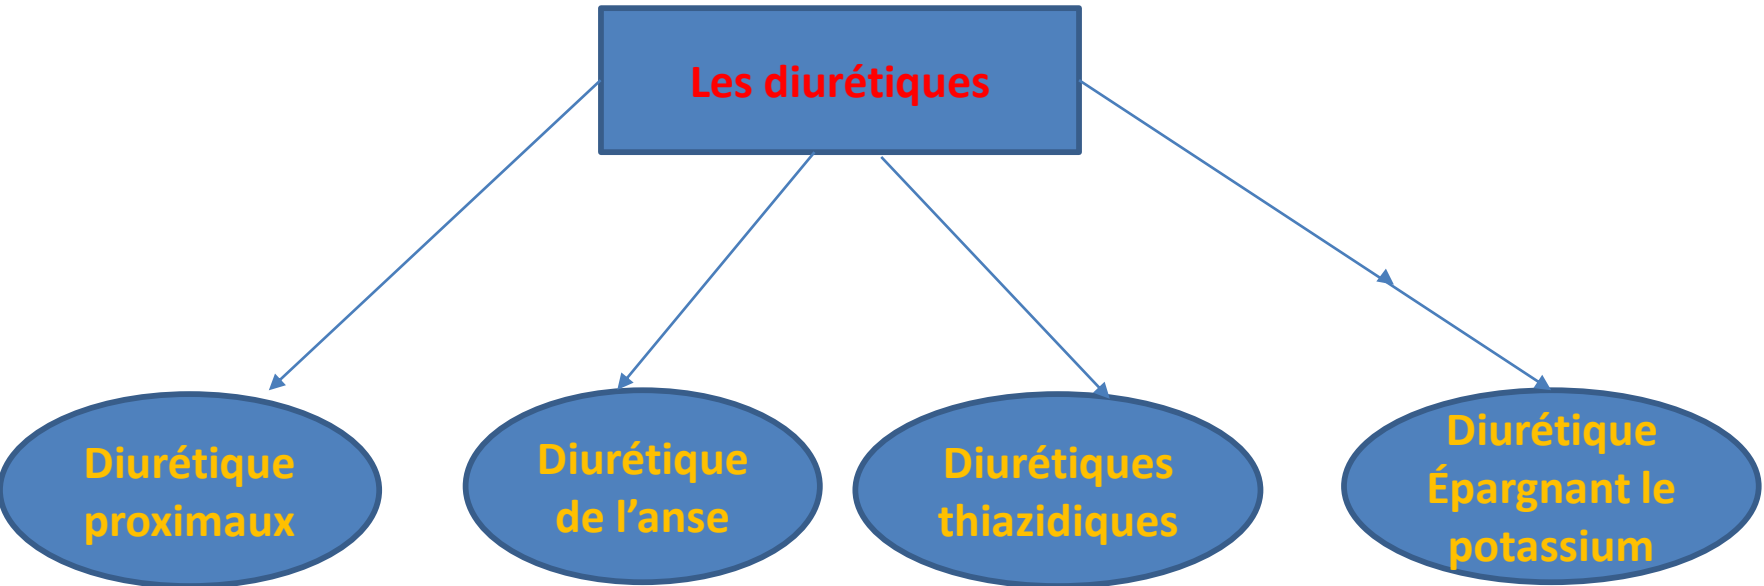 Les diurétiques
Diurétique
proximaux
Diurétique
de l’anse
Diurétiques
thiazidiques
Diurétique
Épargnant le
potassium